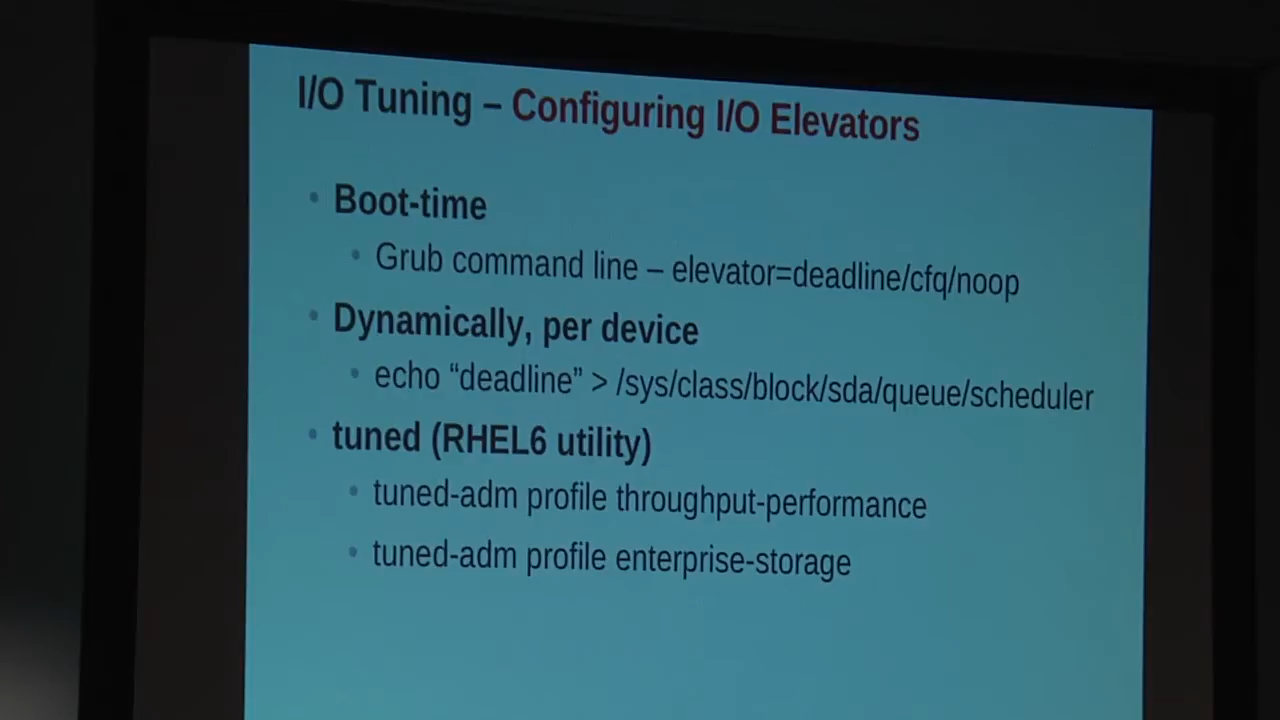 I/O Tuning – Configuring I/O Elevators
• Boot-time
• Grub command line – elevator=deadline/cfq/noop
• Dynamically, per device
• echo “deadline” > /sys/class/block/sda/queue/scheduler
• tuned (RHEL6 utility)
• tuned-adm profile throughput-performance
• tuned-adm profile enterprise-storage